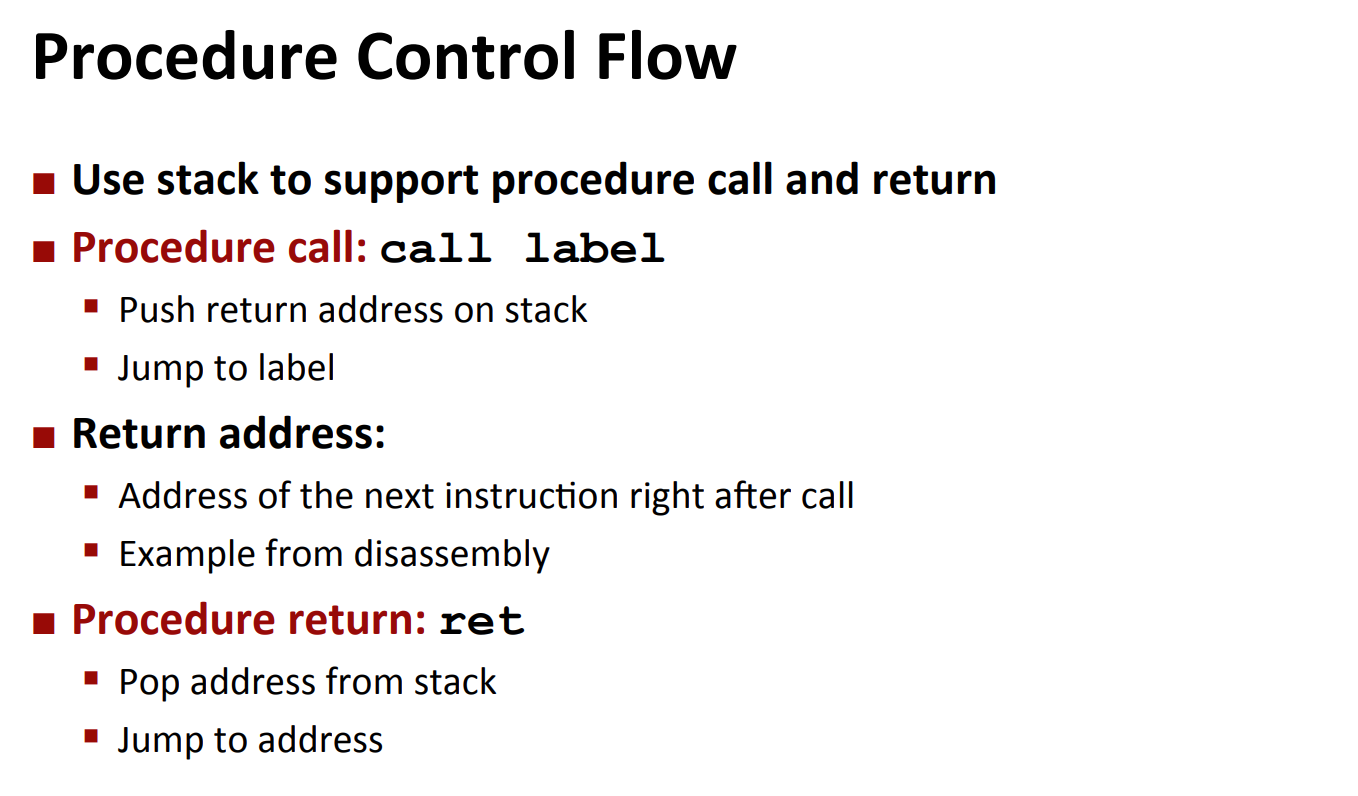 Procedure Control Flow
Use stack to support procedure call and return
Procedure call: call label
Push return address on stack
Jump to label
Return address:
Address of the next instruction right after call
Example from disassembly
Procedure return: ret
Pop address from stack
Jump to address